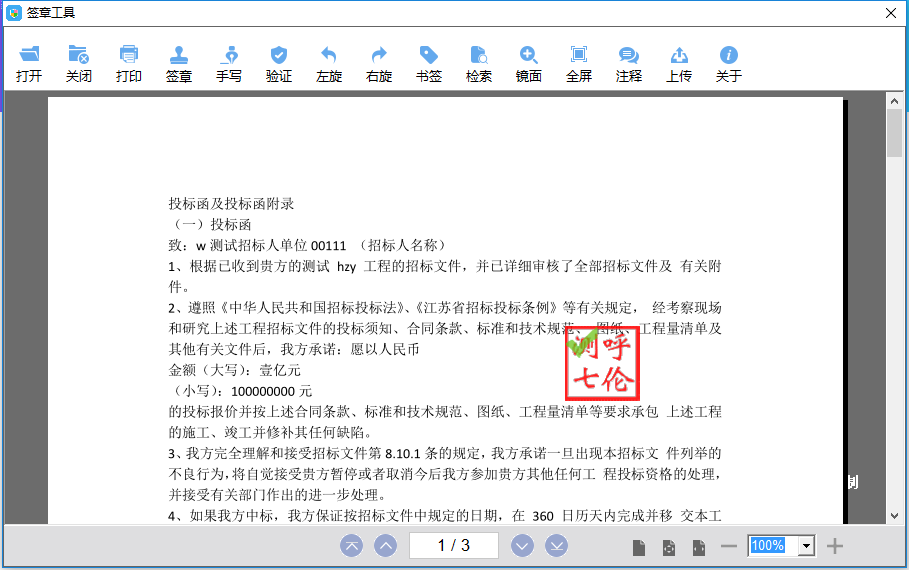 签章工具
打开 关闭 打印 签章 手写 验证 左旋 右旋 书签 检索 镜面 全屏 注释 上传 关于
投标函及投标函附录
（一）投标函
致：w 测试招标人单位 00111 （招标人名称）
1、根据已收到贵方的测试 hzy 工程的招标文件，并已详细审核了全部招标文件及 有关附
件。
2、遵照《中华人民共和国招标投标法》、《江苏省招标投标条例》等有关规定， 经考察现场
和研究上述工程招标文件的投标须知、合同条款、标准和技术规范、 图纸、工程量清单及
其他有关文件后，我方承诺：愿以人民币
测呼
七伦
金额（大写）：壹亿元
（小写）：100000000 元
的投标报价并按上述合同条款、标准和技术规范、图纸、工程量清单等要求承包 上述工程
的施工、竣工并修补其任何缺陷。
3、我方完全理解和接受招标文件第 8.10.1 条的规定，我方承诺一旦出现本招标文 件列举的
不良行为，将自觉接受贵方暂停或者取消今后我方参加贵方其他任何工 程投标资格的处理，
并接受有关部门作出的进一步处理。
制
4、如果我方中标，我方保证按招标文件中规定的日期，在 360 日历天内完成并移 交本工
1 / 3
100%